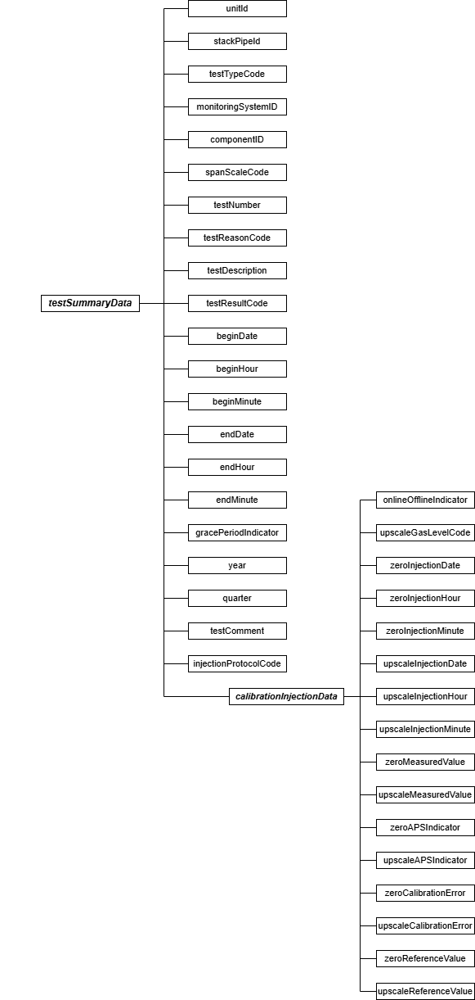 unitId
stackPipeId
testTypeCode
monitoringSystemID
componentID
spanScaleCode
testNumber
testReasonCode
testDescription
testSummaryData
testResultCode
beginDate
beginHour
beginMinute
endDate
endHour
endMinute
onlineOfflineIndicator
gracePeriodIndicator
upscaleGasLevelCode
year
zeroInjectionDate
quarter
zeroInjectionHour
testComment
zeroInjectionMinute
injectionProtocolCode
upscaleInjectionDate
calibrationInjectionData
upscaleInjectionHour
upscaleInjectionMinute
zeroMeasuredValue
upscaleMeasuredValue
zeroAPSIndicator
upscaleAPSIndicator
zeroCalibrationError
upscaleCalibrationError
zeroReferenceValue
upscaleReferenceValue